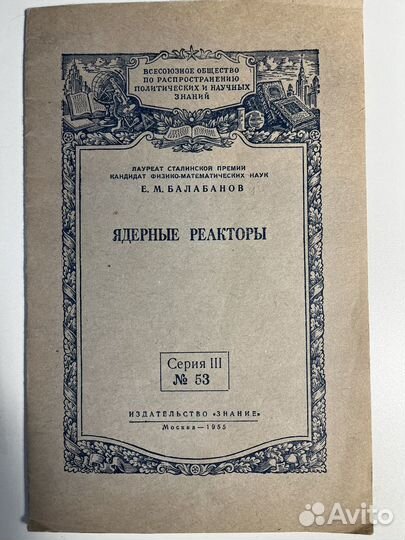 ВСЕСОЮЗНОЕ ОБЩЕСТВО
ПО РАСПРОСТРАНЕНИЮ
ПОЛИТИЧЕСКИХ И НАУЧНЫХ
ЗНАНИЙ
ЛАУРЕАТ СТАЛИНСКОЙ ПРЕМИИ
КАНДИДАТ ФИЗИКО-МАТЕМАТИЧЕСКИХ НАУК
Е. М. БАЛАБАНОВ
ЯДЕРНЫЕ РЕАКТОРЫ
Серия III
№ 53
ИЗДАТЕЛЬСТВО «ЗНАНИЕ»
Москва — 1955
Avito